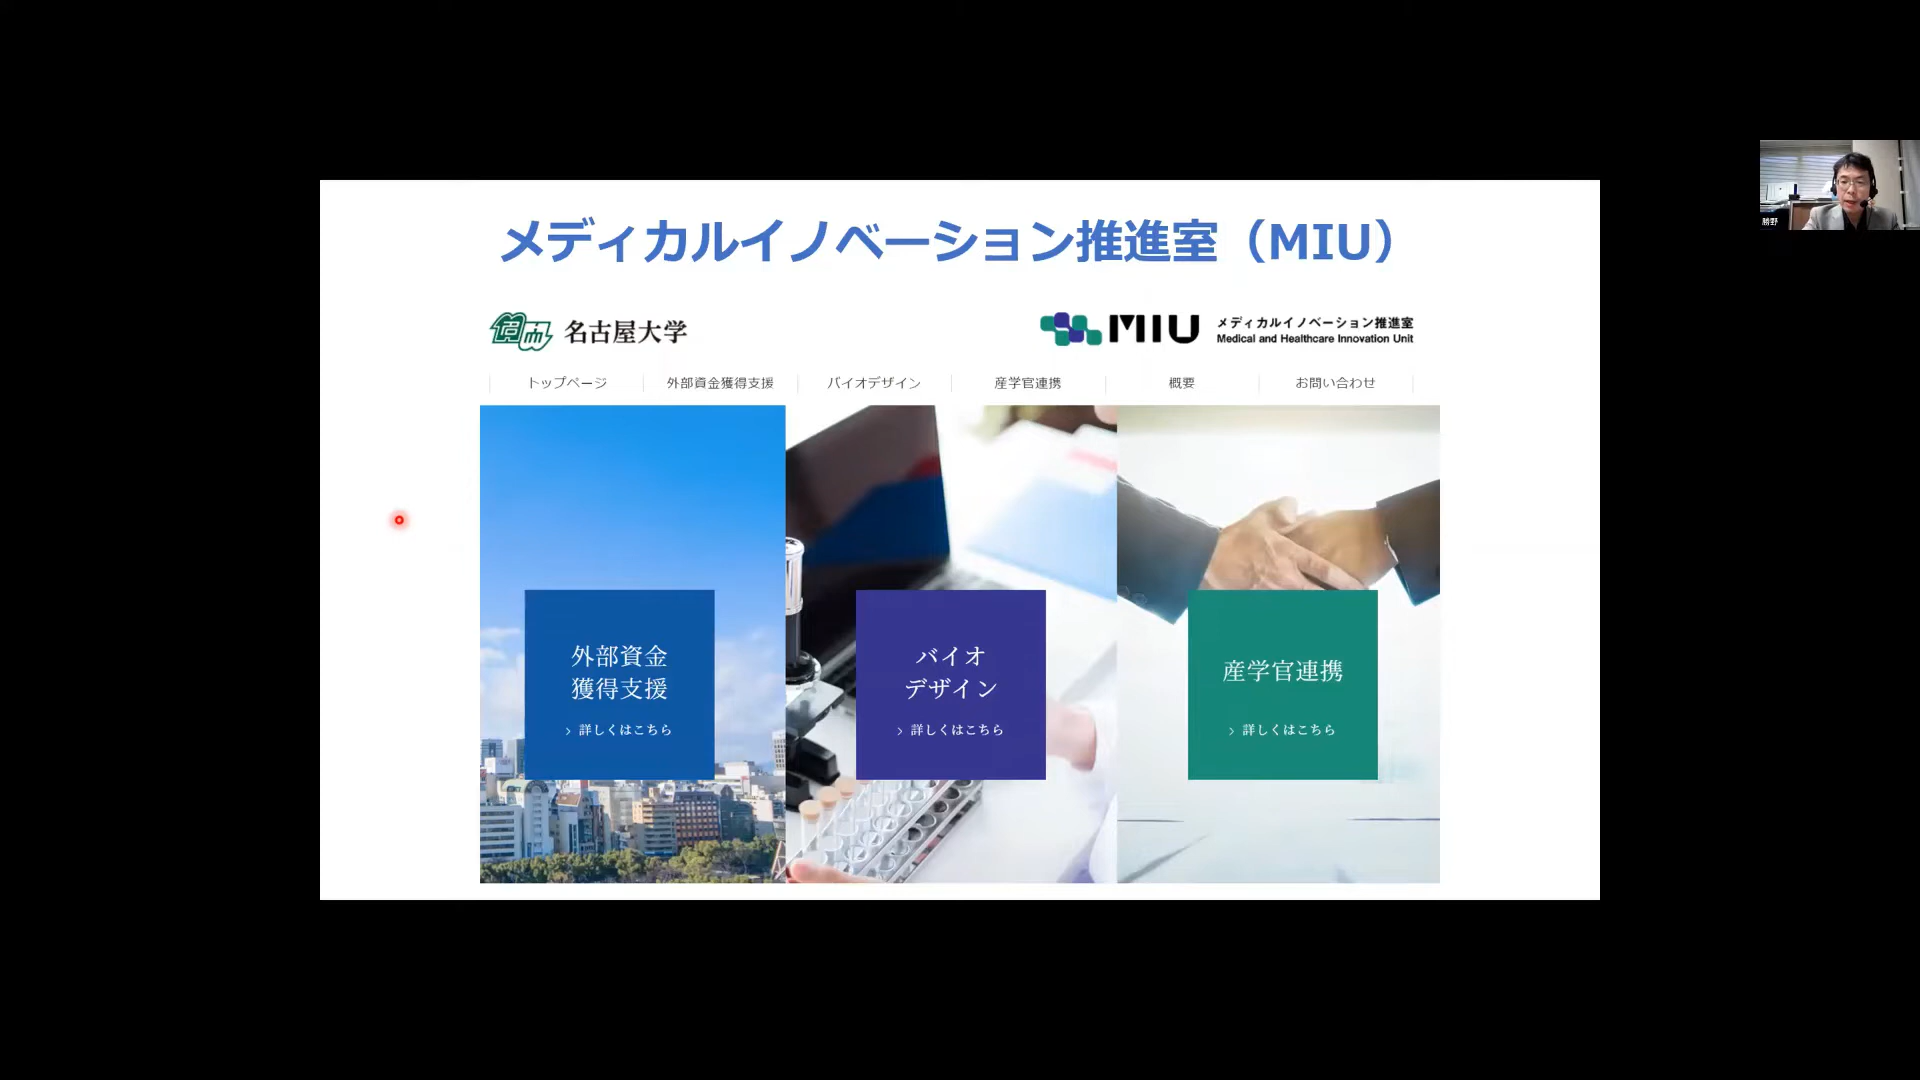 メディカルイノベーション推進室（MIU）
名古屋大学
MIU メディカルイノベーション推進室
Medical and Healthcare Innovation Unit
トップページ 外部資金獲得支援 バイオデザイン 産学官連携 概要 お問い合わせ
外部資金
獲得支援
> 詳しくはこちら
バイオ
デザイン
> 詳しくはこちら
産学官連携
> 詳しくはこちら
勝野